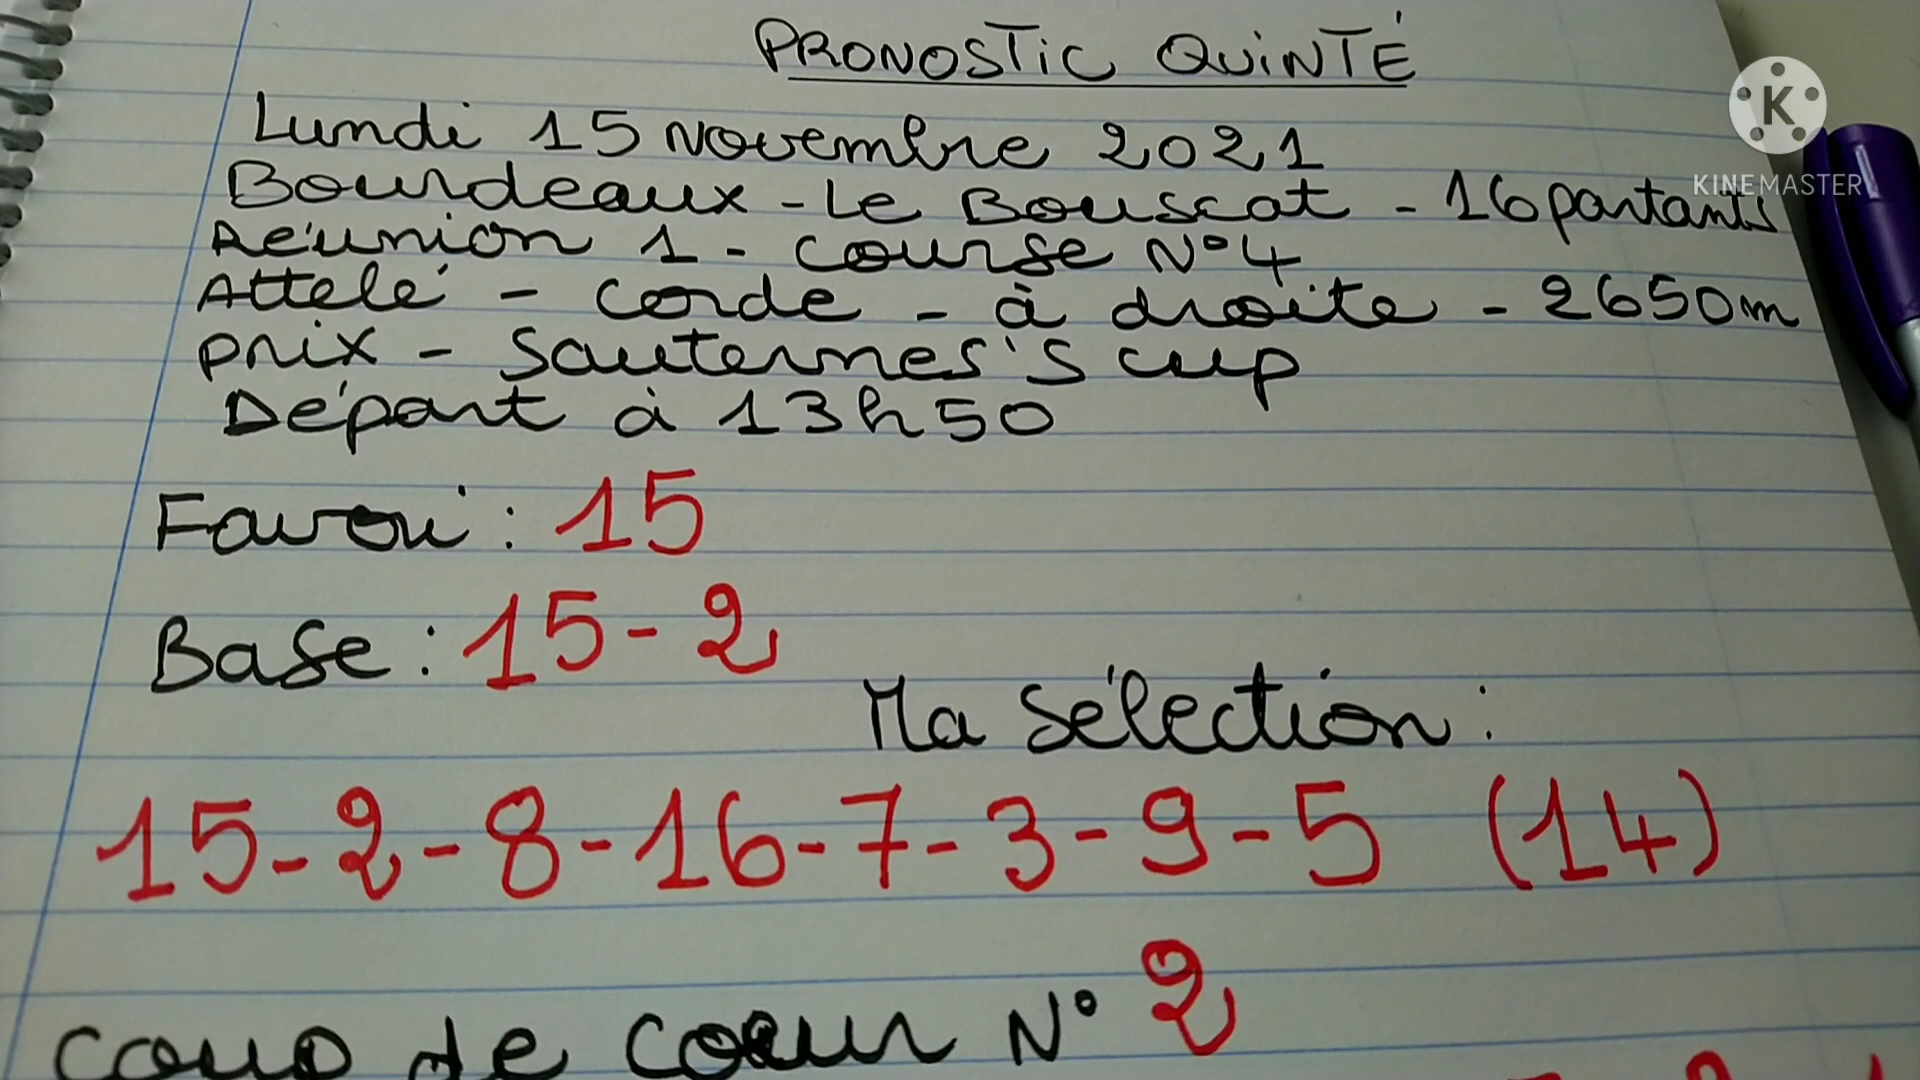 PRONOSTIC QUINTÉ
Lundi 15 Novembre 2021
Bourdeaux - Le Bouscat - 16 partants
Réunion 1 - course N°4
Attelé - corde - à droite - 2650m
prix - Sauternes's cup
Départ à 13h50
Favori : 15
Base : 15 - 2
Ma Sélection :
15 - 2 - 8 - 16 - 7 - 3 - 9 - 5 (14)
coup de coeur N° 2
K
KINEMASTER